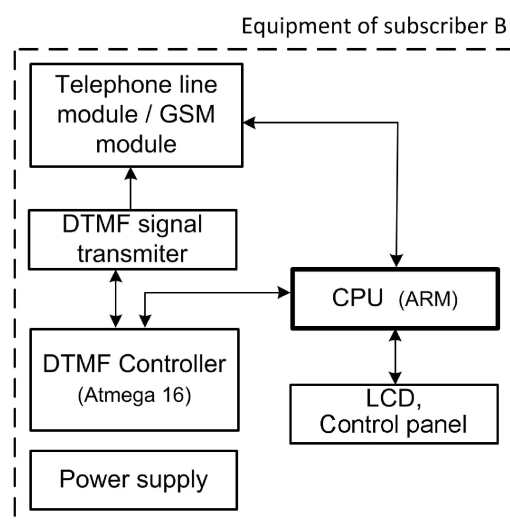 Equipment of subscriber B
Telephone line
module / GSM
module
DTMF signal
transmiter
CPU (ARM)
DTMF Controller
(Atmega 16)
LCD,
Control panel
Power supply